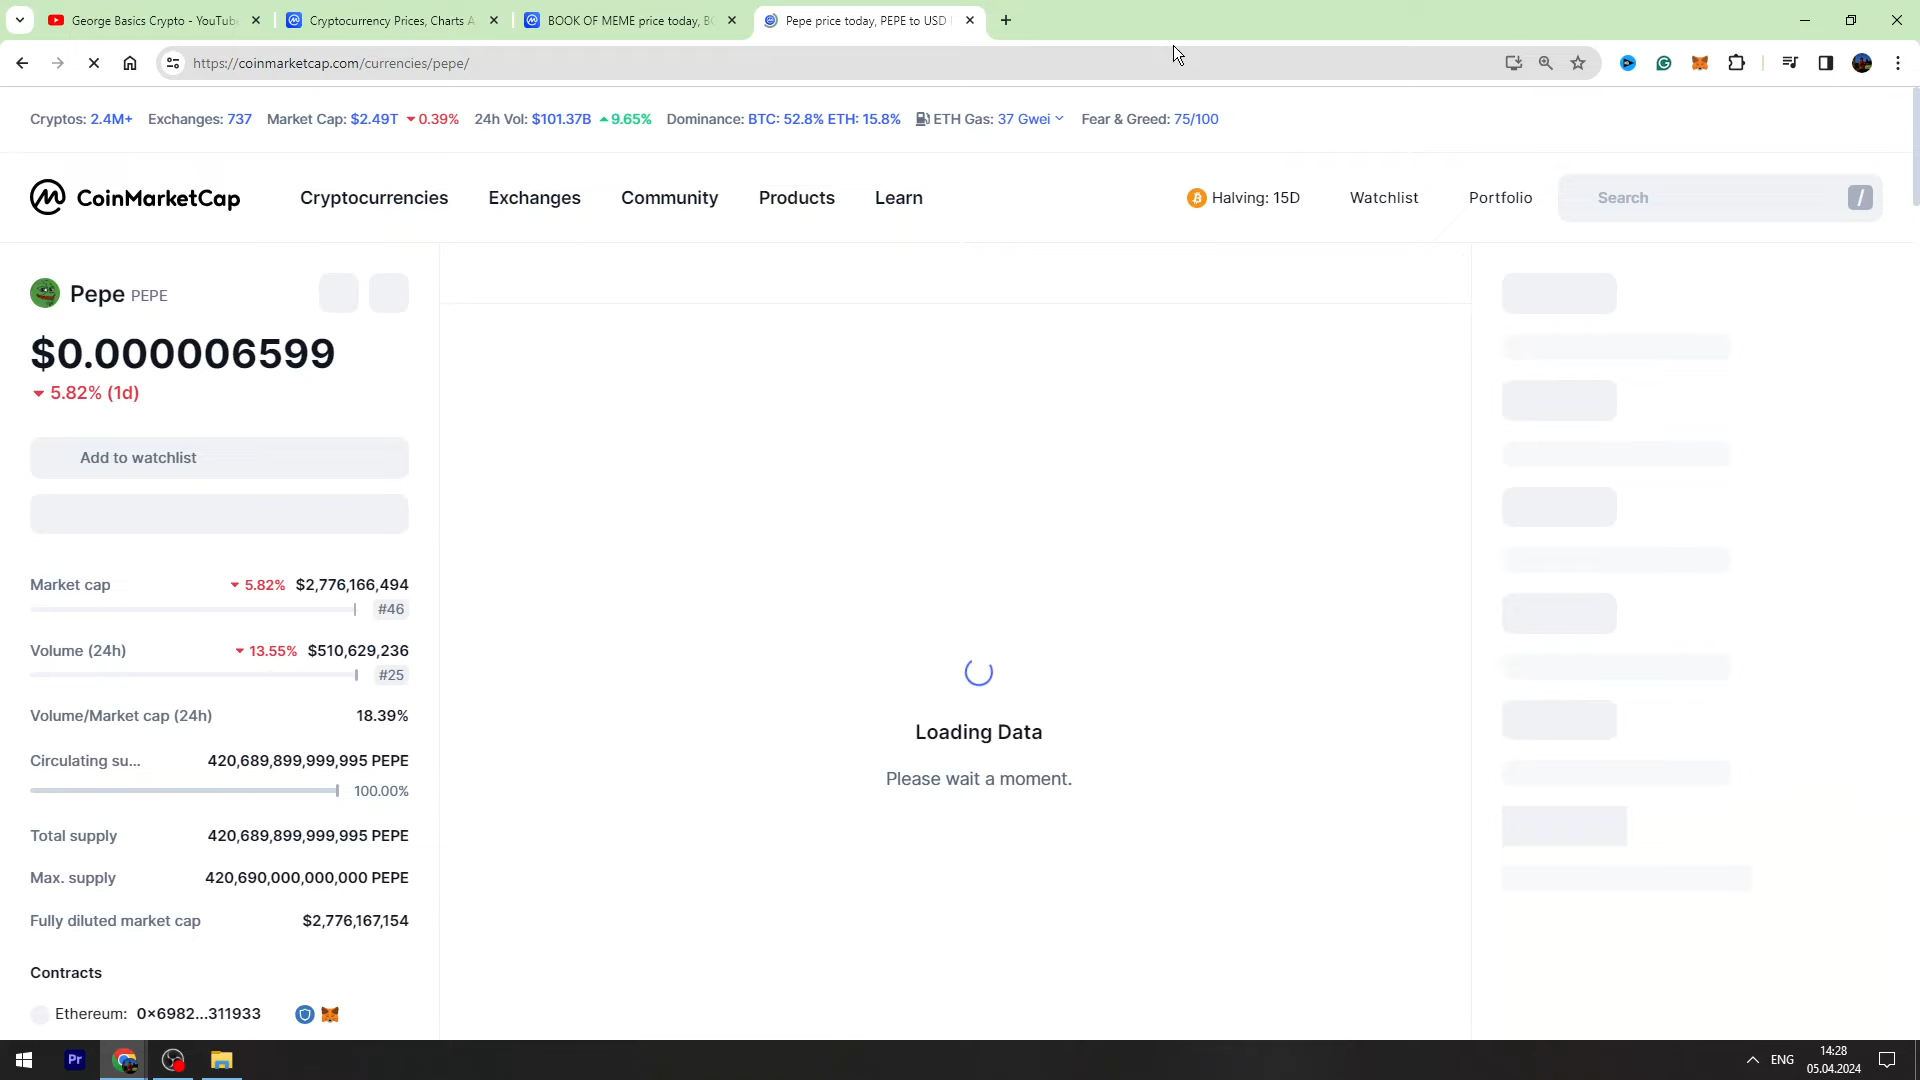 George Basics Crypto - YouTube
Cryptocurrency Prices, Charts A
BOOK OF MEME price today, BO
Pepe price today, PEPE to USD
https://coinmarketcap.com/currencies/pepe/
Cryptos: 2.4M+ Exchanges: 737 Market Cap: $2.49T 0.39% 24h Vol: $101.37B 9.65% Dominance: BTC: 52.8% ETH: 15.8% ETH Gas: 37 Gwei Fear & Greed: 75/100
CoinMarketCap
Cryptocurrencies
Exchanges
Community
Products
Learn
Halving: 15D
Watchlist
Portfolio
Search
/
Pepe PEPE
$0.000006599
5.82% (1d)
Add to watchlist
Market cap 5.82% $2,776,166,494
#46
Volume (24h) 13.55% $510,629,236
#25
Volume/Market cap (24h) 18.39%
Circulating su... 420,689,899,999,995 PEPE
100.00%
Total supply 420,689,899,999,995 PEPE
Max. supply 420,690,000,000,000 PEPE
Fully diluted market cap $2,776,167,154
Contracts
Ethereum: 0x6982...311933
Loading Data
Please wait a moment.
Pr
ENG
14:28
05.04.2024